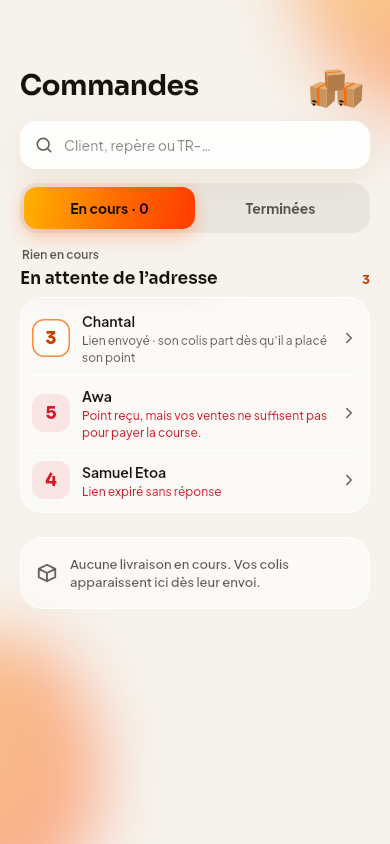 Commandes
Client, repère ou TR-…
En cours · 0
Terminées
Rien en cours
En attente de l’adresse
3
3
Chantal
Lien envoyé · son colis part dès qu’il a placé
son point
5
Awa
Point reçu, mais vos ventes ne suffisent pas
pour payer la course.
4
Samuel Etoa
Lien expiré sans réponse
Aucune livraison en cours. Vos colis
apparaissent ici dès leur envoi.